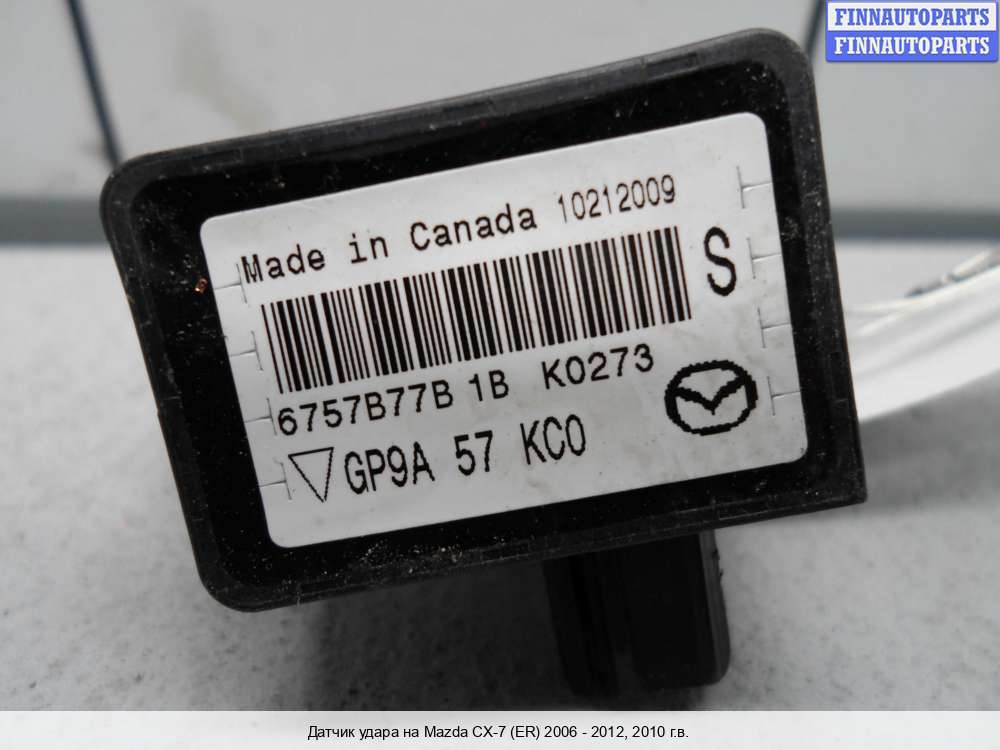 FINNAUTOPARTS
FINNAUTOPARTS
Made in Canada 10212009
S
6757B77B 1B K0273
GP9A 57 KC0
Датчик удара на Mazda CX-7 (ER) 2006 - 2012, 2010 г.в.